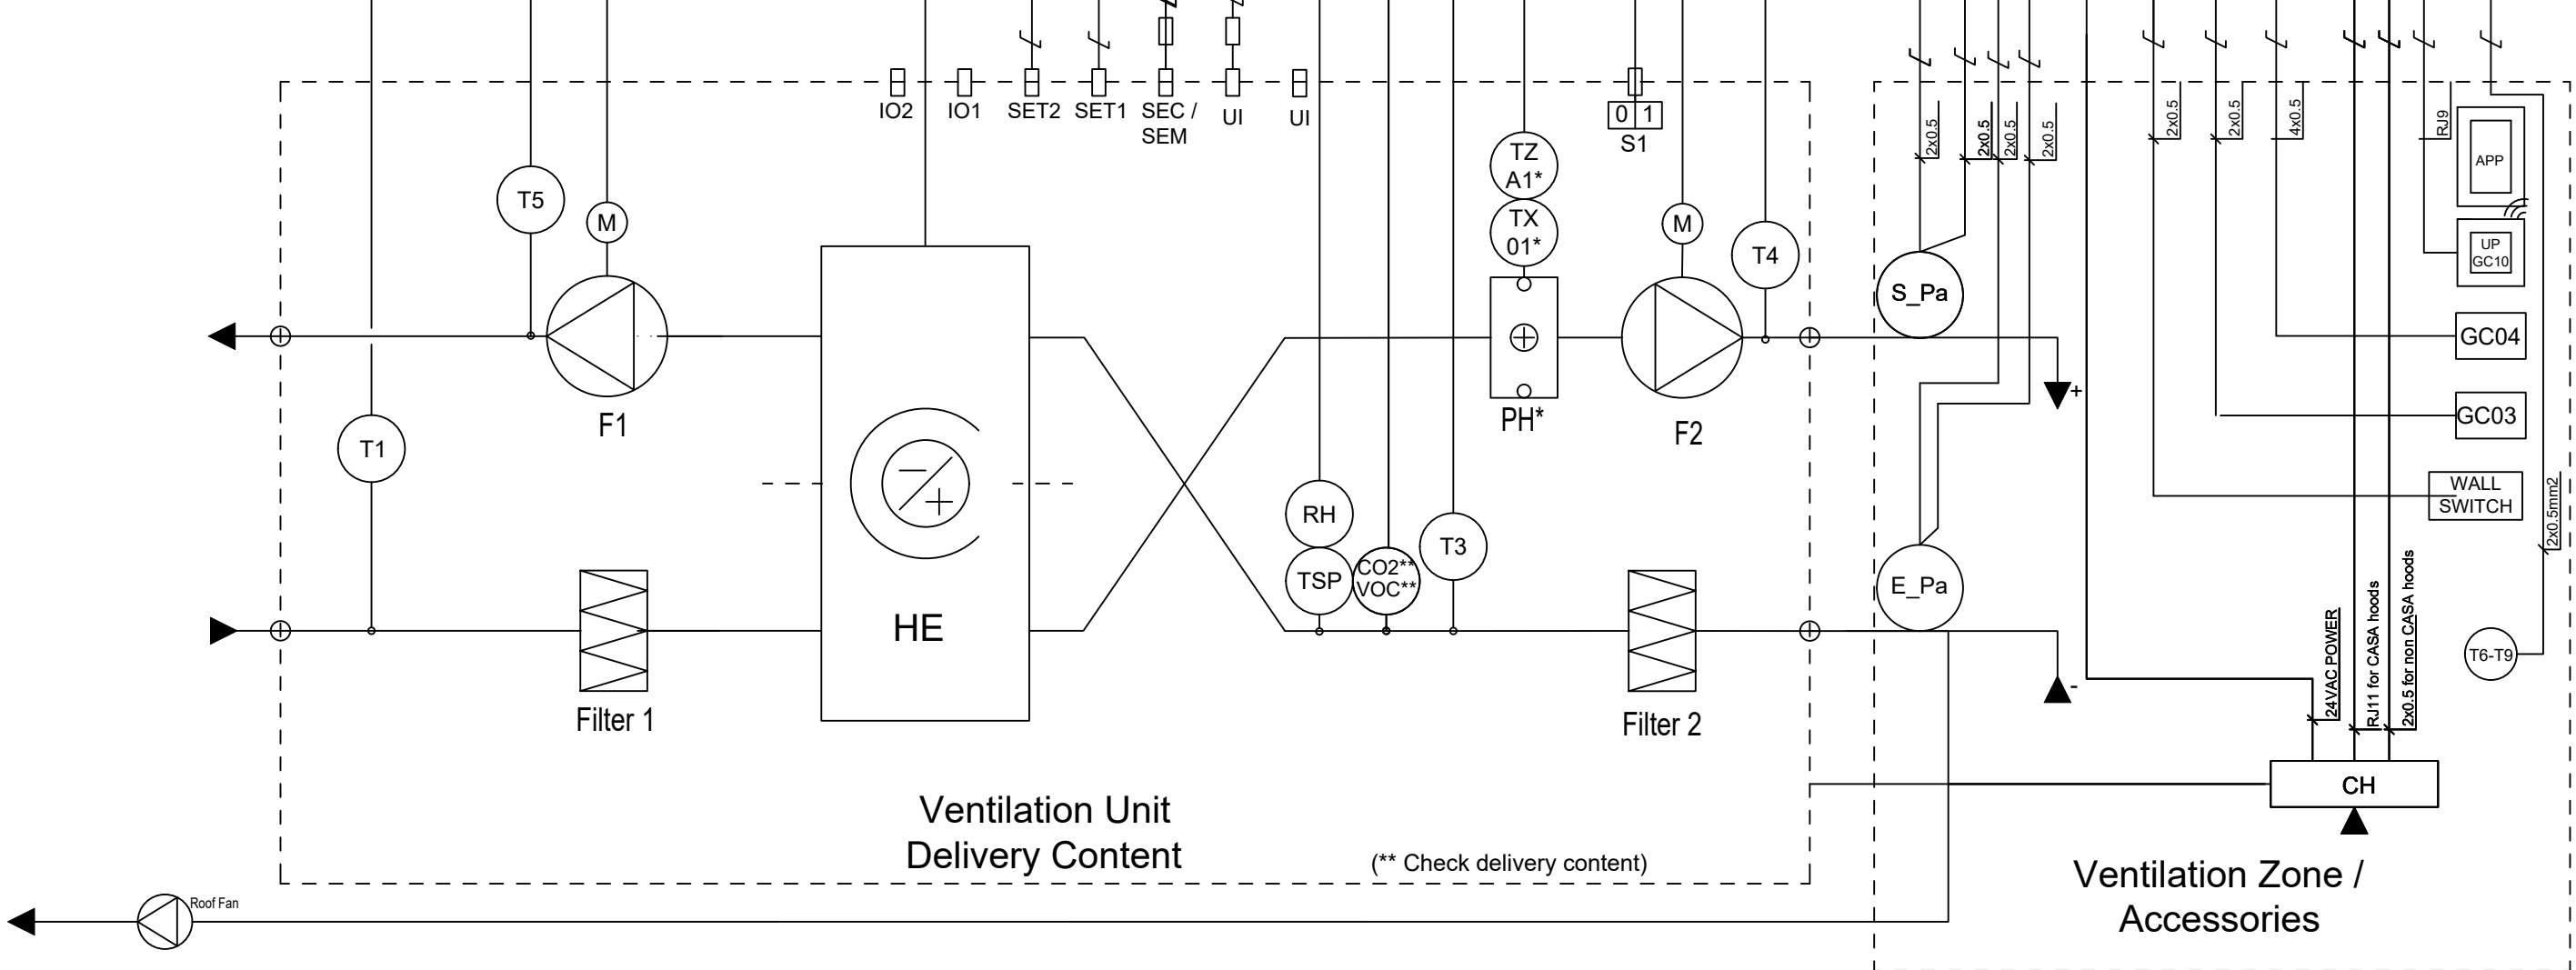 IO2
IO1
SET2
SET1
SEC /
SEM
UI
UI
0 1
S1
2x0.5
2x0.5
2x0.5
2x0.5
2x0.5
2x0.5
4x0.5
RJ9
APP
TZ
A1*
TX
01*
T5
M
M
T4
UP
GC10
S_Pa
GC04
+
PH*
F1
F2
GC03
T1
WALL
SWITCH
2x0.5mm2
RH
T3
TSP
CO2**
VOC**
E_Pa
HE
24VAC POWER
RJ11 for CASA hoods
2x0.5 for non CASA hoods
T6-T9
-
Filter 1
Filter 2
CH
Ventilation Unit
Delivery Content
(** Check delivery content)
Ventilation Zone /
Accessories
Roof Fan